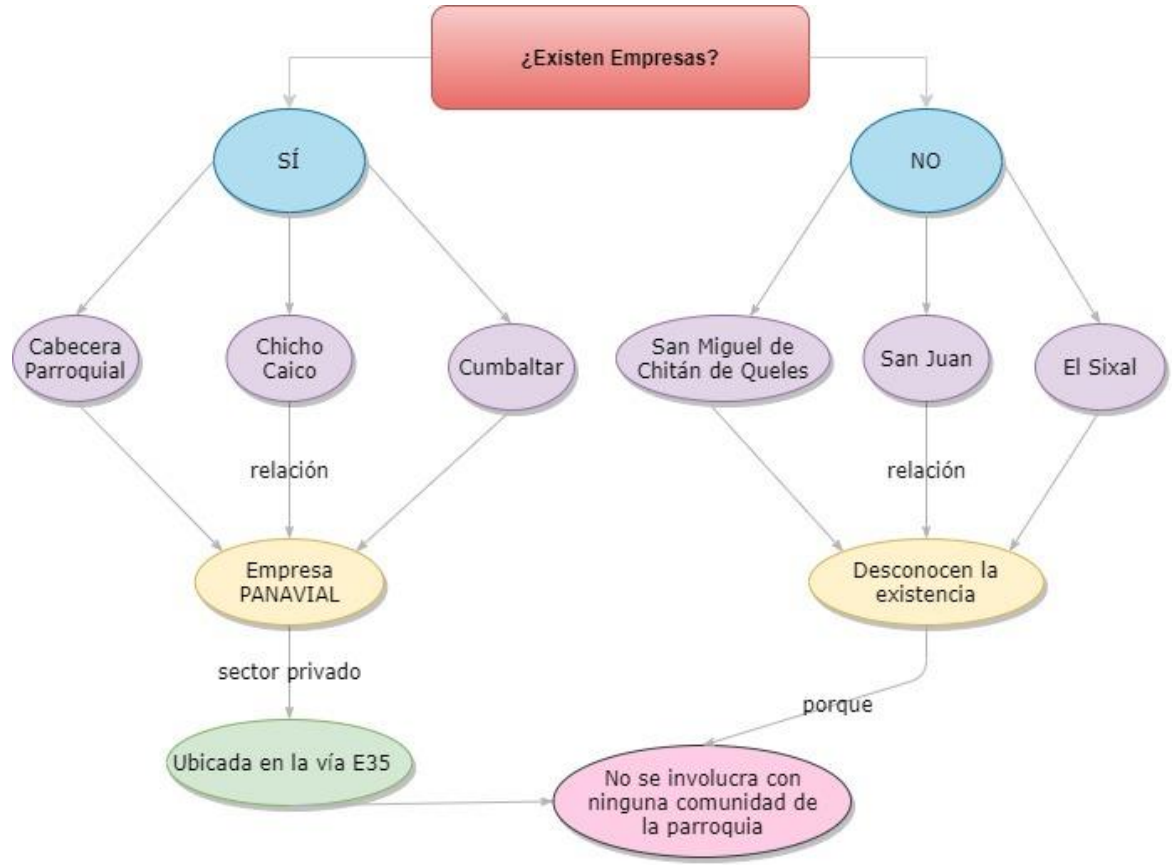 ¿Existen Empresas?
SÍ
NO
Cabecera
Parroquial
Chicho
Caico
Cumbaltar
San Miguel de
Chitán de Queles
San Juan
El Sixal
relación
relación
Empresa
PANAVIAL
Desconocen la
existencia
sector privado
porque
Ubicada en la vía E35
No se involucra con
ninguna comunidad de
la parroquia